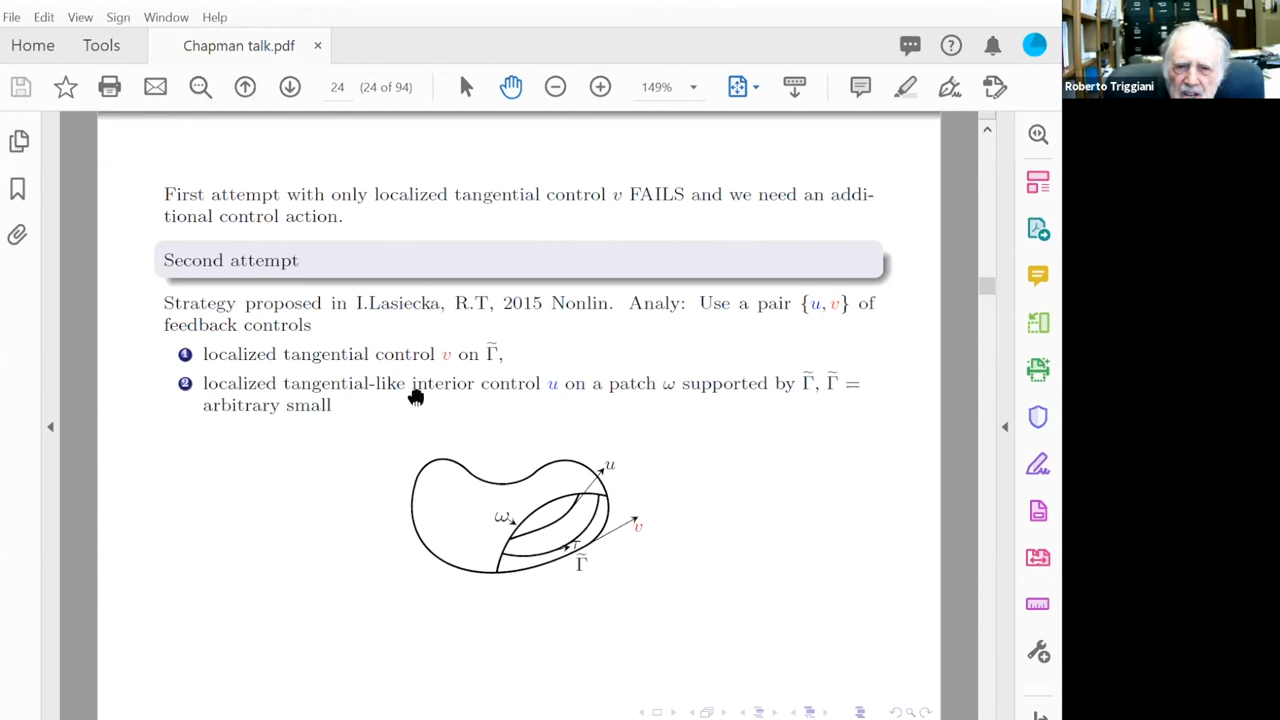 File Edit View Sign Window Help
Home Tools Chapman talk.pdf ×
24 (24 of 94) 149%
Roberto Triggiani
First attempt with only localized tangential control v FAILS and we need an addi-
tional control action.
Second attempt
Strategy proposed in I.Lasiecka, R.T, 2015 Nonlin. Analy: Use a pair {u, v} of
feedback controls
1 localized tangential control v on Γ̃,
2 localized tangential-like interior control u on a patch ω supported by Γ̃, Γ̃ =
arbitrary small
u
ω
v
τ
Γ̃